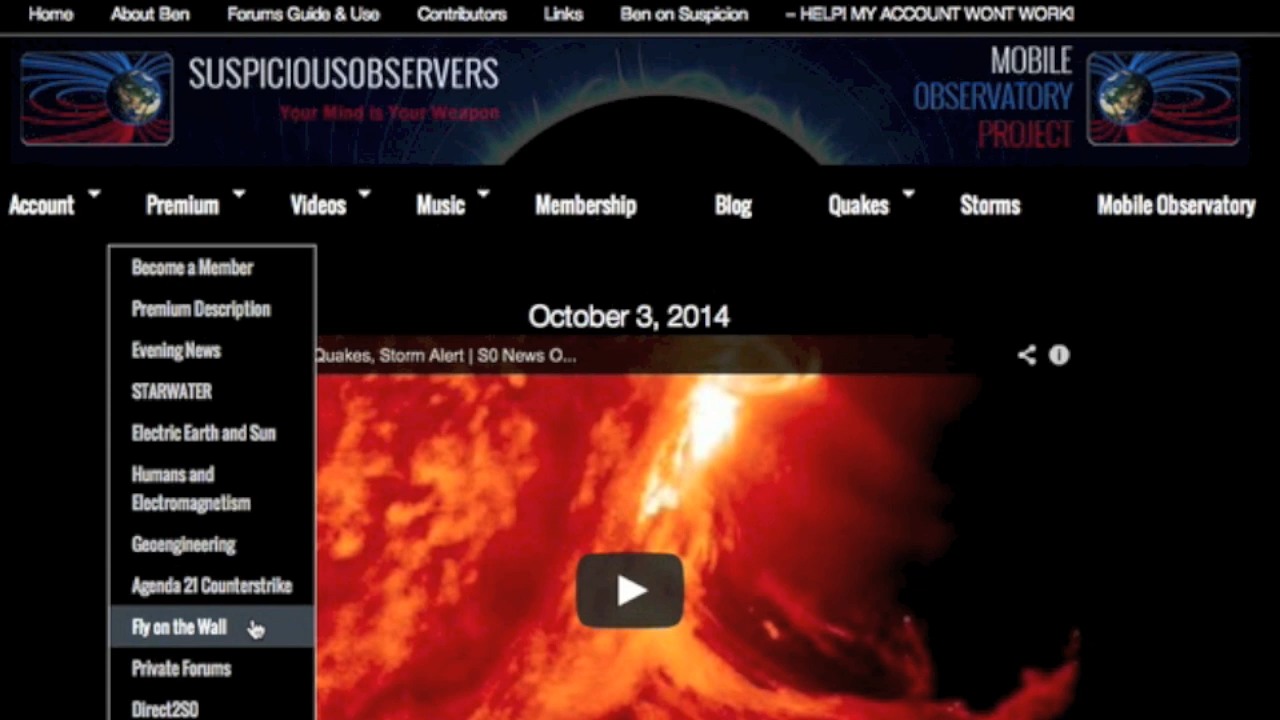 Home About Ben Forums Guide & Use Contributors Links Ben on Suspicion – HELP! MY ACCOUNT WONT WORK!
SUSPICIOUSOBSERVERS
Your Mind Is Your Weapon
MOBILE
OBSERVATORY
PROJECT
Account Premium Videos Music Membership Blog Quakes Storms Mobile Observatory
Become a Member
Premium Description
Evening News
STARWATER
Electric Earth and Sun
Humans and
Electromagnetism
Geoengineering
Agenda 21 Counterstrike
Fly on the Wall
Private Forums
Direct2S0
October 3, 2014
Quakes, Storm Alert | S0 News O...